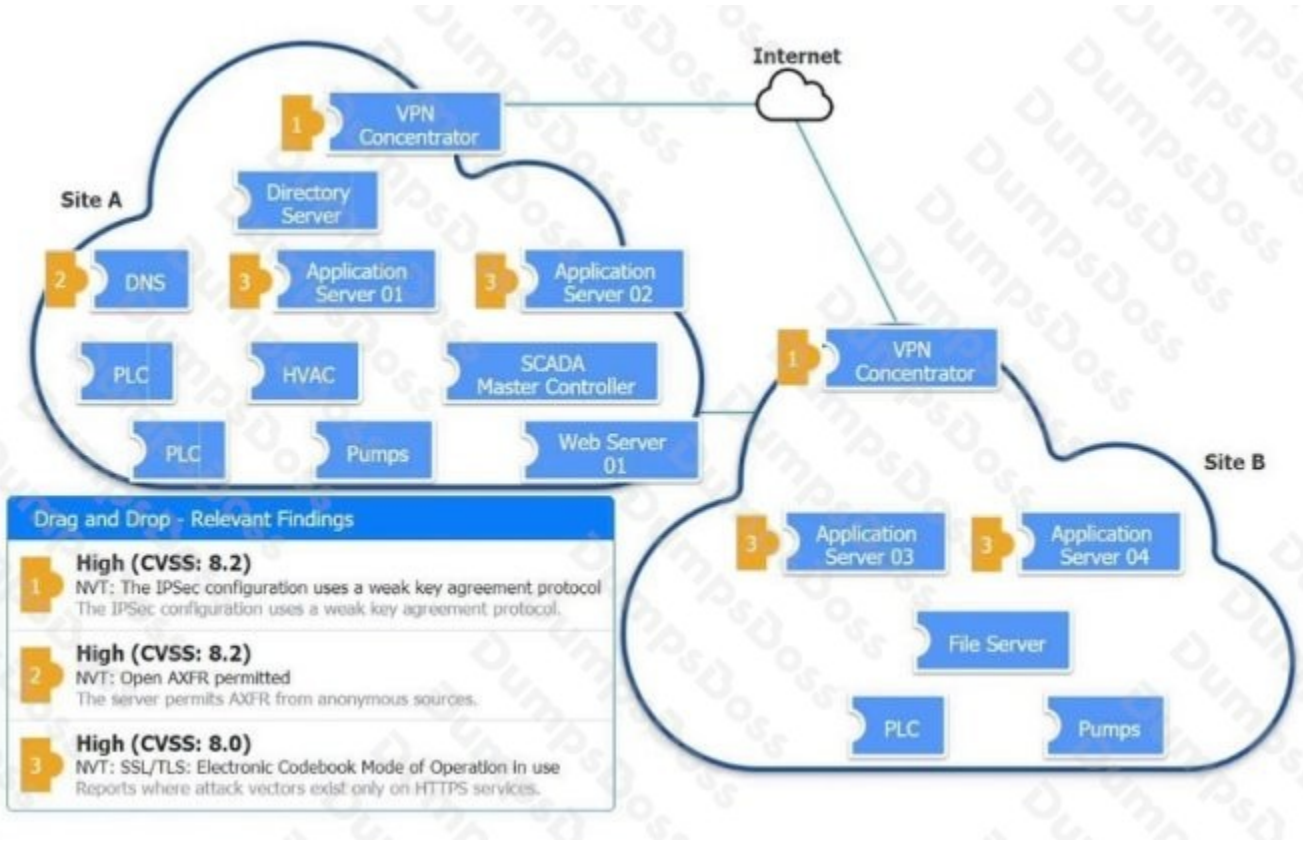 Internet
1
VPN
Concentrator
Site A
Directory
Server
2
DNS
3
Application
Server 01
3
Application
Server 02
PLC
HVAC
SCADA
Master Controller
PLC
Pumps
Web Server
01
1
VPN
Concentrator
Site B
3
Application
Server 03
3
Application
Server 04
File Server
PLC
Pumps
Drag and Drop - Relevant Findings
1
High (CVSS: 8.2)
NVT: The IPSec configuration uses a weak key agreement protocol
The IPSec configuration uses a weak key agreement protocol.
2
High (CVSS: 8.2)
NVT: Open AXFR permitted
The server permits AXFR from anonymous sources.
3
High (CVSS: 8.0)
NVT: SSL/TLS: Electronic Codebook Mode of Operation in use
Reports where attack vectors exist only on HTTPS services.
DumpsDoss